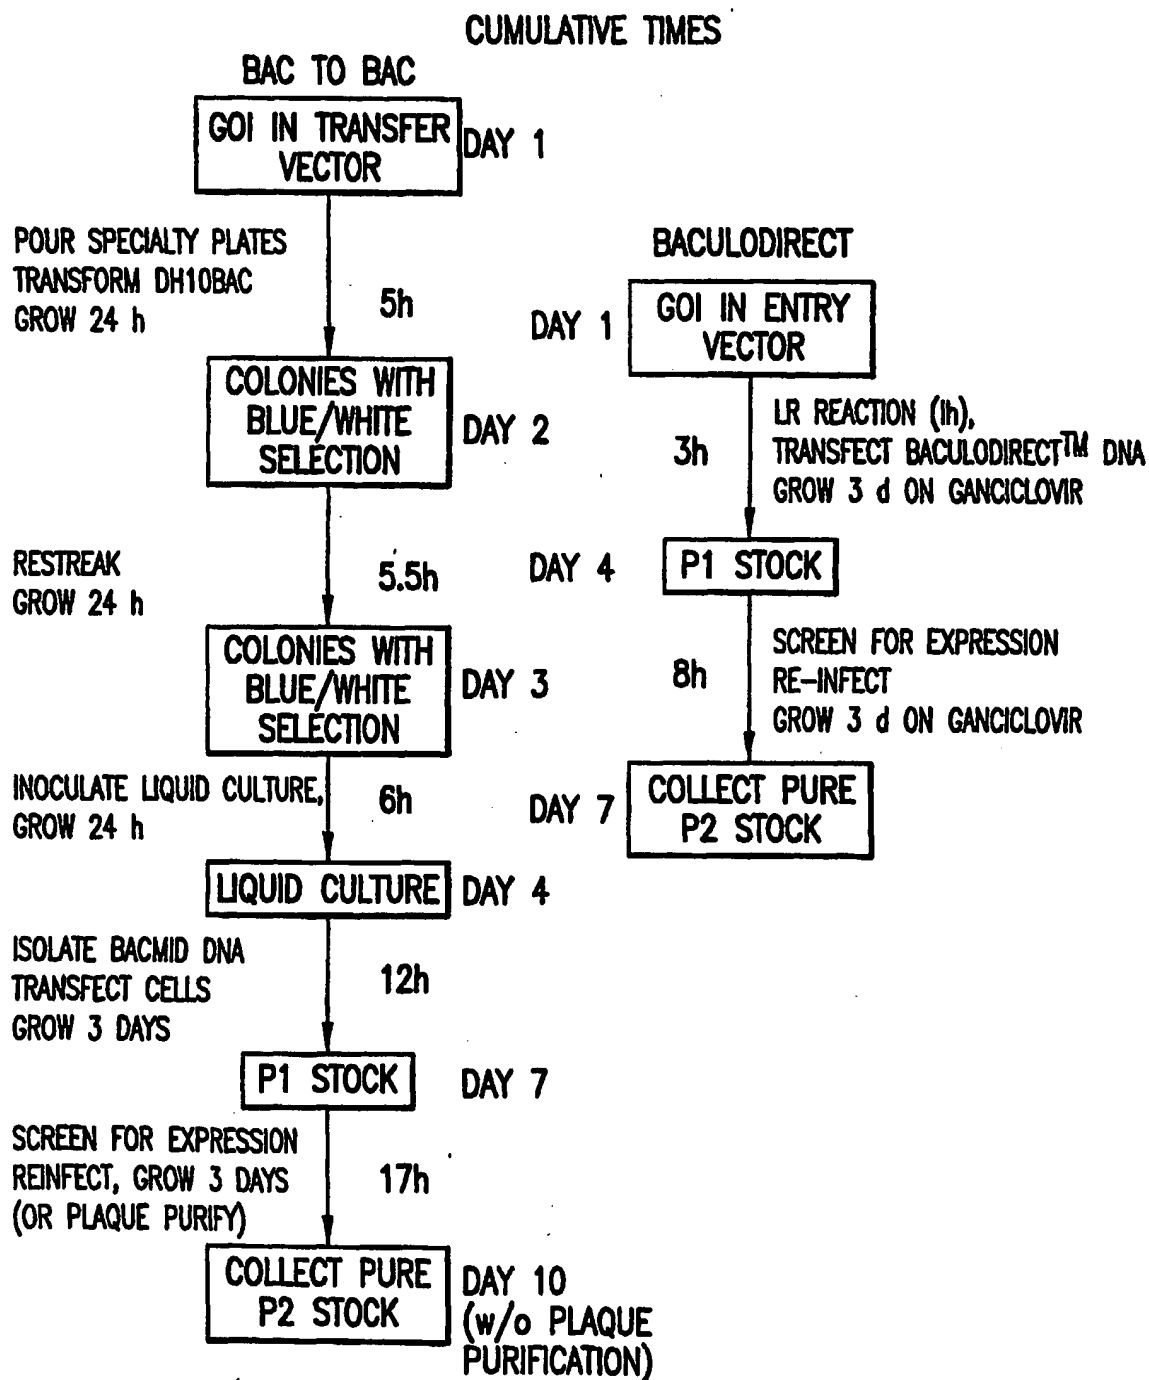 CUMULATIVE TIMES
BAC TO BAC
GOI IN TRANSFER
VECTOR
DAY 1
POUR SPECIALTY PLATES
TRANSFORM DH10BAC
GROW 24 h
5h
COLONIES WITH
BLUE/WHITE
SELECTION
DAY 2
RESTREAK
GROW 24 h
5.5h
COLONIES WITH
BLUE/WHITE
SELECTION
DAY 3
INOCULATE LIQUID CULTURE,
GROW 24 h
6h
LIQUID CULTURE
DAY 4
ISOLATE BACMID DNA
TRANSFECT CELLS
GROW 3 DAYS
12h
P1 STOCK
DAY 7
SCREEN FOR EXPRESSION
REINFECT, GROW 3 DAYS
(OR PLAQUE PURIFY)
17h
COLLECT PURE
P2 STOCK
DAY 10
(w/o PLAQUE
PURIFICATION)
BACULODIRECT
DAY 1
GOI IN ENTRY
VECTOR
3h
LR REACTION (1h),
TRANSFECT BACULODIRECT™ DNA
GROW 3 d ON GANCICLOVIR
DAY 4
P1 STOCK
8h
SCREEN FOR EXPRESSION
RE-INFECT
GROW 3 d ON GANCICLOVIR
DAY 7
COLLECT PURE
P2 STOCK